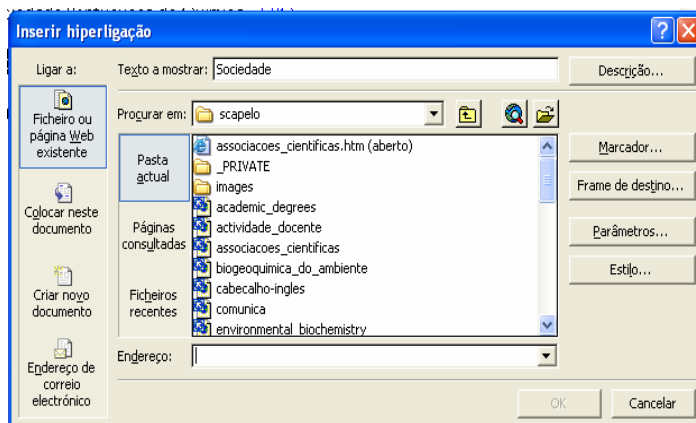 Inserir hiperligação
Ligar a:
Texto a mostrar: Sociedade
Descrição...
Ficheiro ou
página Web
existente
Colocar neste
documento
Criar novo
documento
Endereço de
correio
electrónico
Procurar em: scapelo
Pasta
actual
Páginas
consultadas
Ficheiros
recentes
associacoes_cientificas.htm (aberto)
_PRIVATE
images
academic_degrees
actividade_docente
associacoes_cientificas
biogeoquimica_do_ambiente
cabecalho-ingles
comunica
environmental_biochemistry
Endereço:
Marcador...
Frame de destino...
Parâmetros...
Estilo...
OK
Cancelar